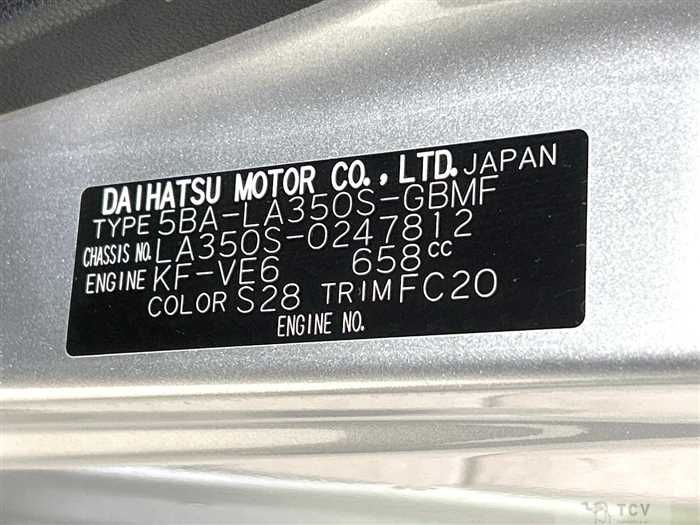 DAIHATSU MOTOR CO., LTD. JAPAN
TYPE 5BA-LA350S-GBMF
CHASSIS NO. LA350S-0247812
ENGINE KF-VE6 658CC
COLOR S28 TRIM FC20
ENGINE NO.
TCV